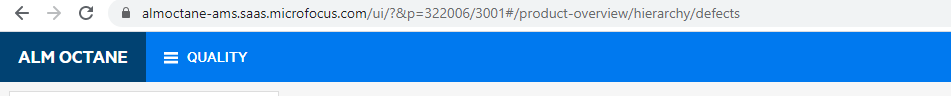 almoctane-ams.saas.microfocus.com/ui/?&p=322006/3001#/product-overview/hierarchy/defects
ALM OCTANE QUALITY